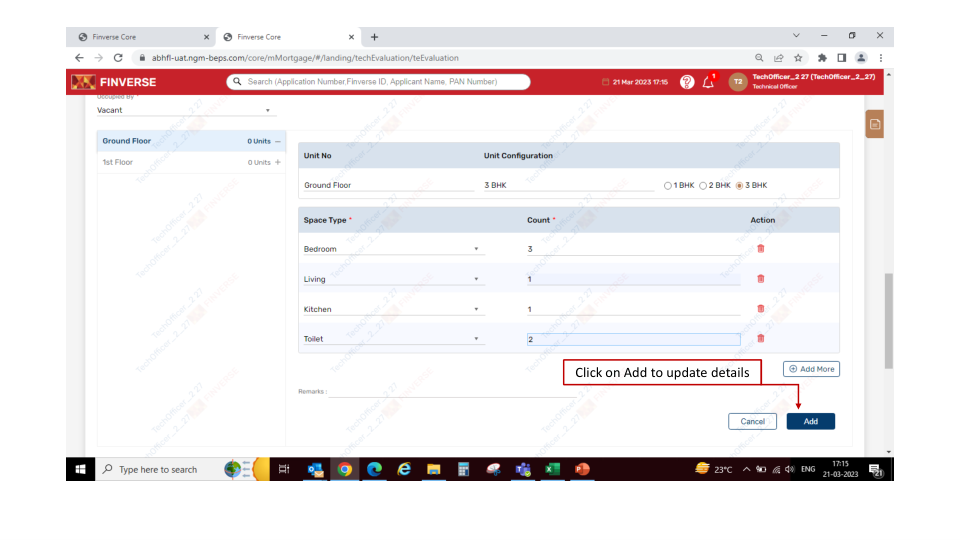 Finverse Core
Finverse Core
abhfl-uat.ngm-beps.com/core/mMortgage/#/landing/techEvaluation/teEvaluation
FINVERSE
Search (Application Number,Finverse ID, Applicant Name, PAN Number)
21 Mar 2023 17:15
1
T2
TechOfficer_2 27 (TechOfficer_2_27)
Technical Officer
Occupied By *
Vacant
Ground Floor 0 Units
1st Floor 0 Units
Unit No Unit Configuration
Ground Floor 3 BHK 1 BHK 2 BHK 3 BHK
Space Type * Count * Action
Bedroom 3
Living 1
Kitchen 1
Toilet 2
Click on Add to update details
Add More
Remarks :
Cancel Add
Type here to search
23°C
ENG
17:15
21-03-2023
21